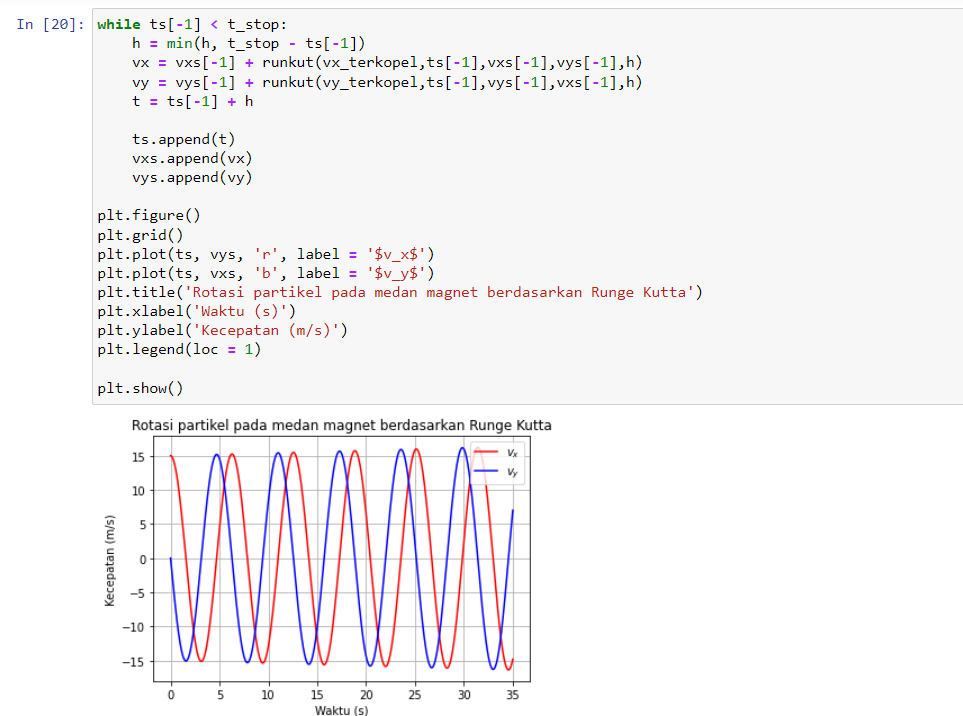 In [20]:
while ts[-1] < t_stop:
    h = min(h, t_stop - ts[-1])
    vx = vxs[-1] + runkut(vx_terkopel,ts[-1],vxs[-1],vys[-1],h)
    vy = vys[-1] + runkut(vy_terkopel,ts[-1],vys[-1],vxs[-1],h)
    t = ts[-1] + h

    ts.append(t)
    vxs.append(vx)
    vys.append(vy)

plt.figure()
plt.grid()
plt.plot(ts, vys, 'r', label = '$v_x$')
plt.plot(ts, vxs, 'b', label = '$v_y$')
plt.title('Rotasi partikel pada medan magnet berdasarkan Runge Kutta')
plt.xlabel('Waktu (s)')
plt.ylabel('Kecepatan (m/s)')
plt.legend(loc = 1)

plt.show()
Rotasi partikel pada medan magnet berdasarkan Runge Kutta
vx
vy
15
10
5
0
−5
−10
−15
Kecepatan (m/s)
0 5 10 15 20 25 30 35
Waktu (s)